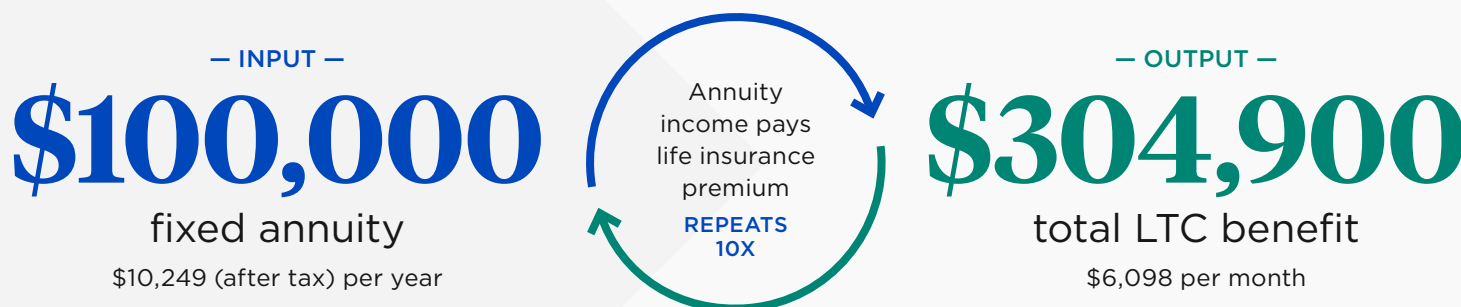 — INPUT —
$100,000
fixed annuity
$10,249 (after tax) per year
Annuity
income pays
life insurance
premium
REPEATS
10X
— OUTPUT —
$304,900
total LTC benefit
$6,098 per month